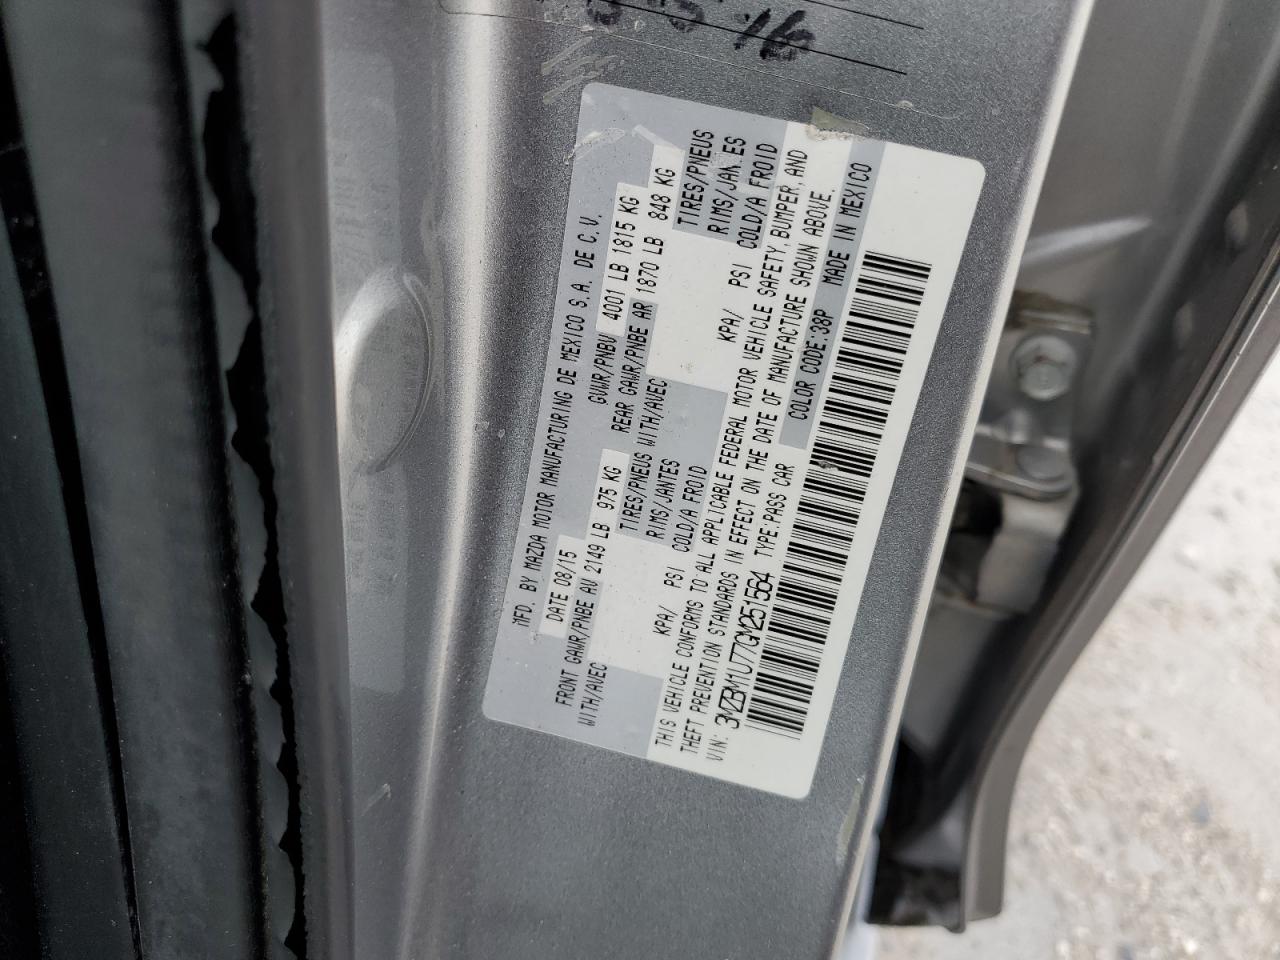 MFD. BY MAZDA MOTOR MANUFACTURING DE MEXICO S.A. DE C.V.
DATE 08/15 GVWR/PNBV 4001 LB 1815 KG
FRONT GAWR/PNBE AV 2149 LB 975 KG REAR GAWR/PNBE AR 1870 LB 848 KG
WITH/AVEC TIRES/PNEUS WITH/AVEC TIRES/PNEUS
RIMS/JANTES RIMS/JAN ES
KPA/ PSI COLD/A FROID KPA/ PSI COLD/A FROID
THIS VEHICLE CONFORMS TO ALL APPLICABLE FEDERAL MOTOR VEHICLE SAFETY, BUMPER, AND
THEFT PREVENTION STANDARDS IN EFFECT ON THE DATE OF MANUFACTURE SHOWN ABOVE.
VIN: 3MZBM1U77GM251564 TYPE:PASS CAR COLOR CODE:38P MADE IN MEXICO